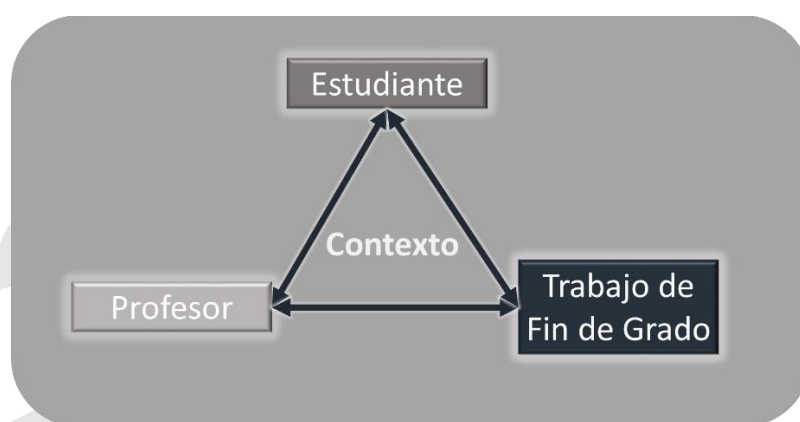 Estudiante
Contexto
Profesor
Trabajo de
Fin de Grado